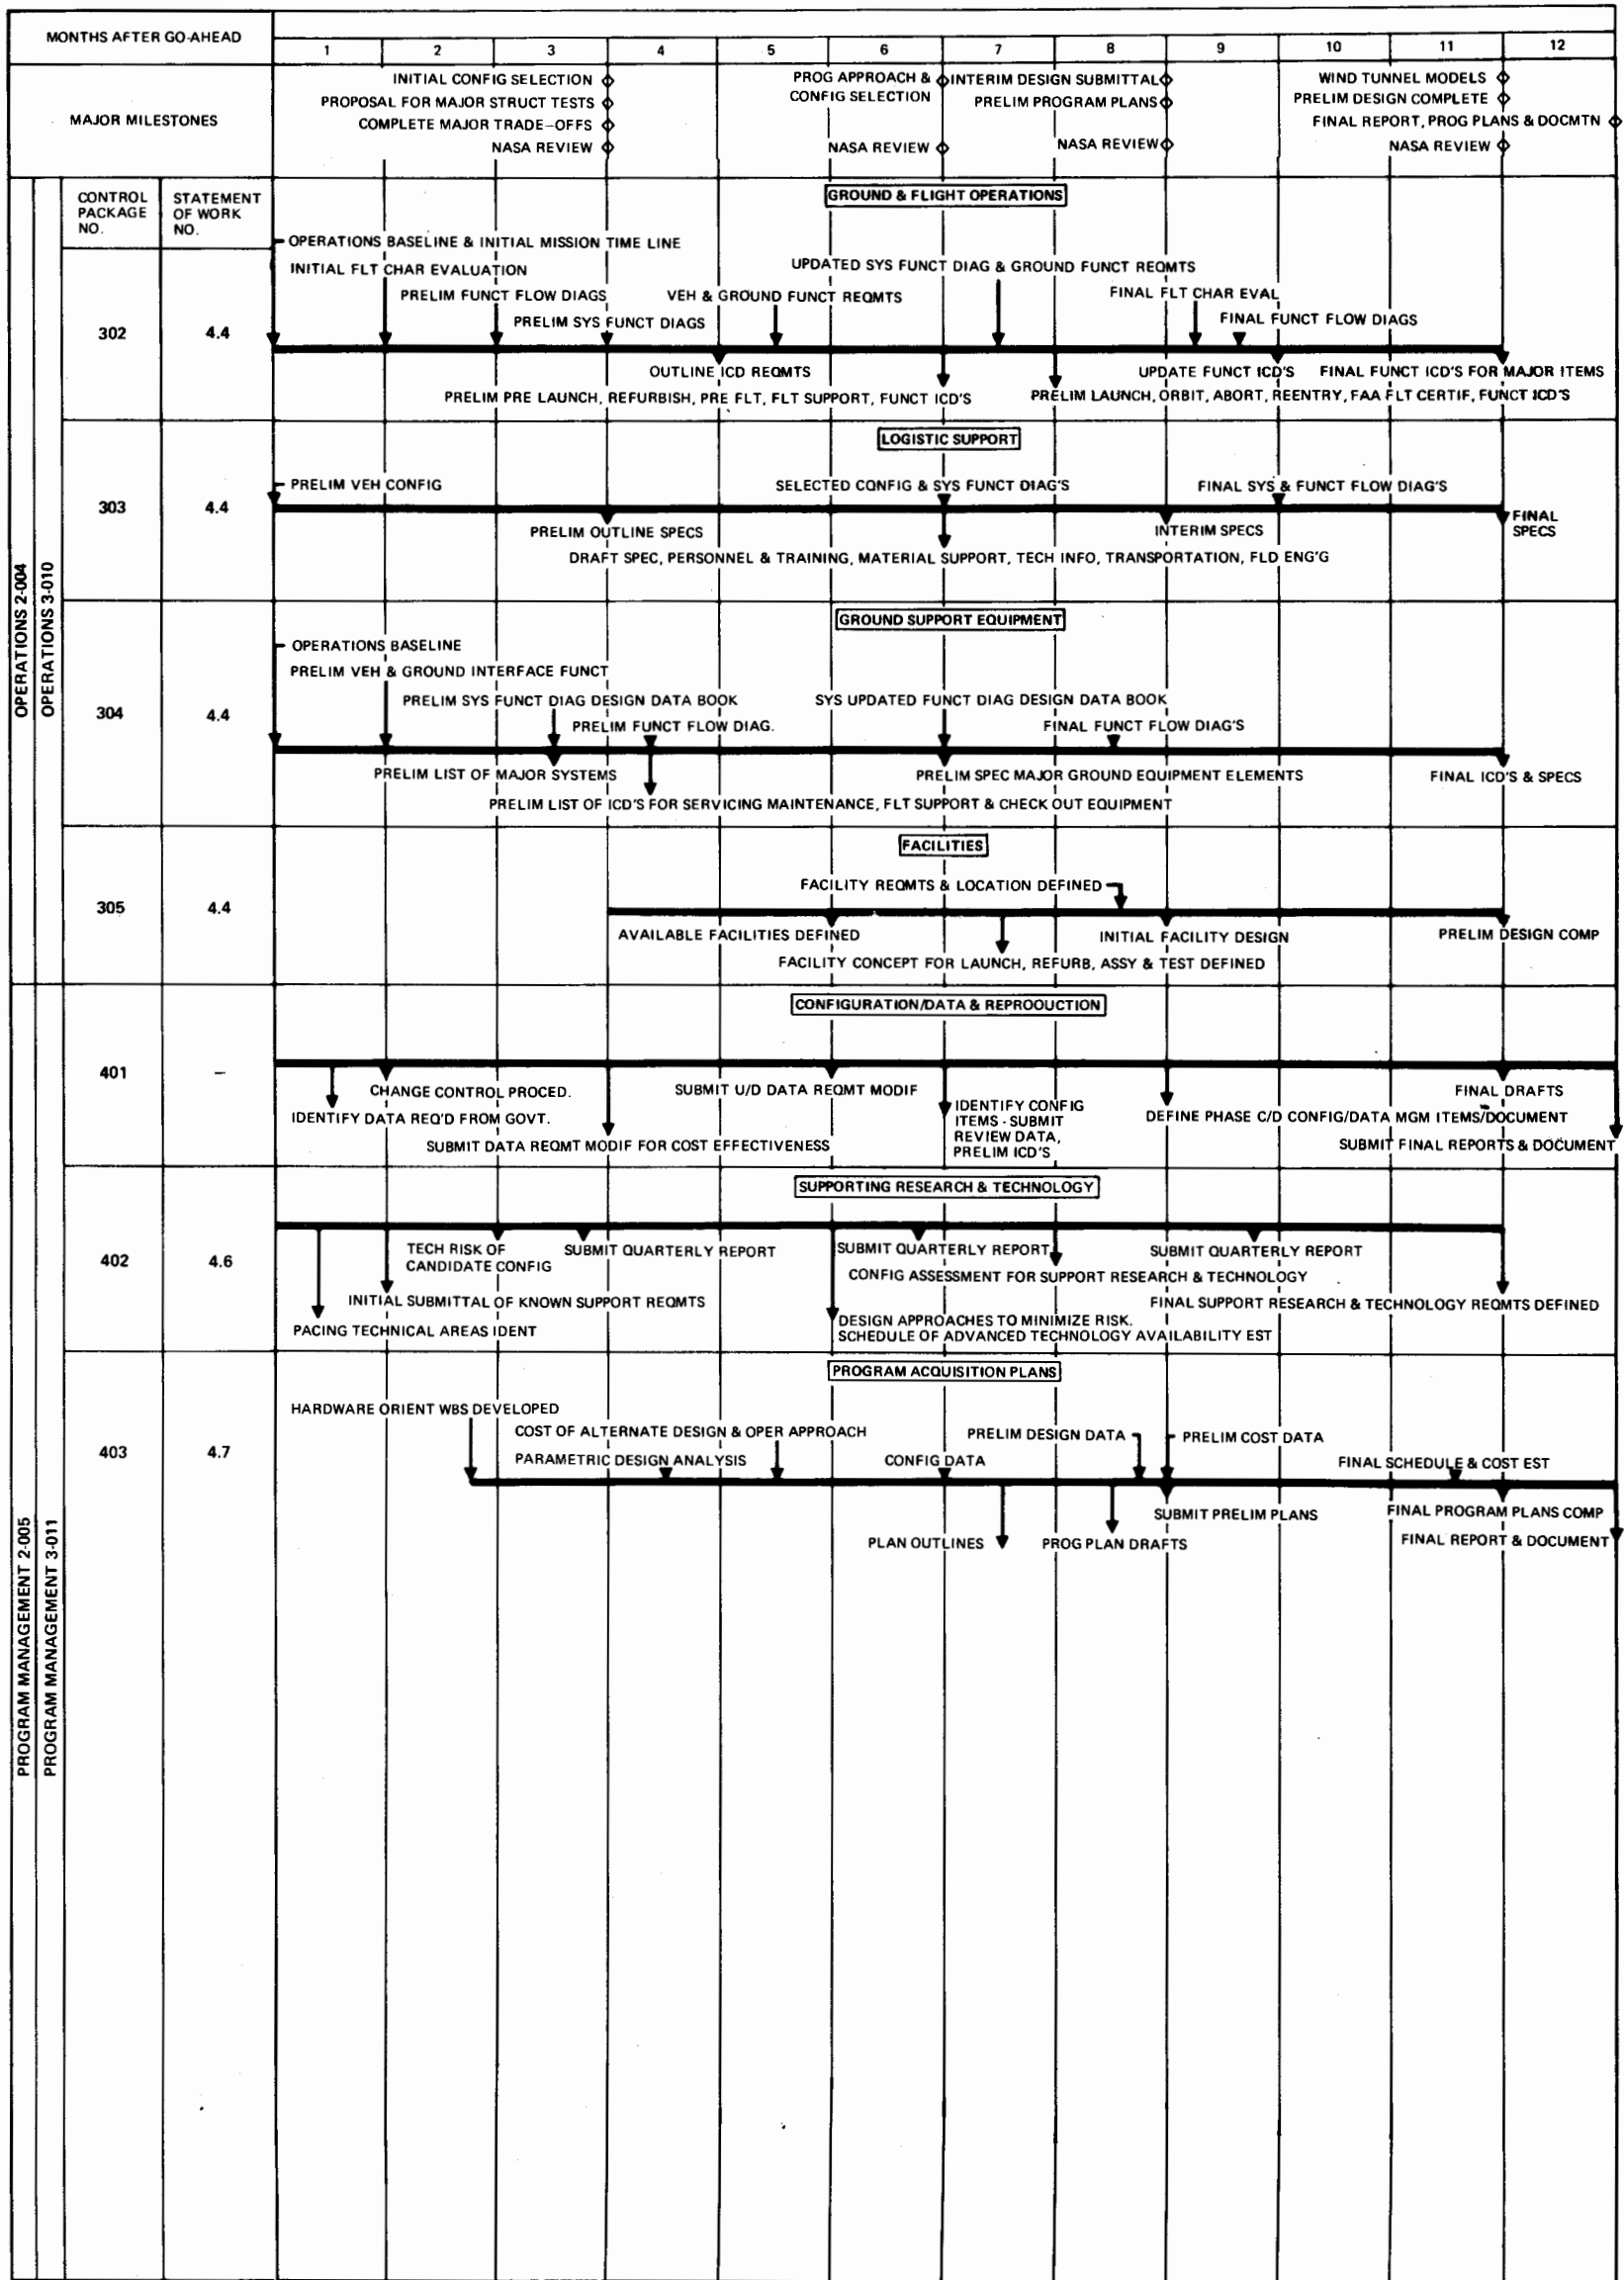 MONTHS AFTER GO-AHEAD
1 2 3 4 5 6 7 8 9 10 11 12
MAJOR MILESTONES
INITIAL CONFIG SELECTION
PROPOSAL FOR MAJOR STRUCT TESTS
COMPLETE MAJOR TRADE-OFFS
NASA REVIEW
PROG APPROACH &
CONFIG SELECTION
NASA REVIEW
INTERIM DESIGN SUBMITTAL
PRELIM PROGRAM PLANS
NASA REVIEW
WIND TUNNEL MODELS
PRELIM DESIGN COMPLETE
FINAL REPORT, PROG PLANS & DOCMTN
NASA REVIEW
OPERATIONS 2-004
OPERATIONS 3-010
CONTROL
PACKAGE
NO.
STATEMENT
OF WORK
NO.
GROUND & FLIGHT OPERATIONS
302
4.4
OPERATIONS BASELINE & INITIAL MISSION TIME LINE
INITIAL FLT CHAR EVALUATION
UPDATED SYS FUNCT DIAG & GROUND FUNCT REQMTS
PRELIM FUNCT FLOW DIAGS
VEH & GROUND FUNCT REQMTS
FINAL FLT CHAR EVAL
PRELIM SYS FUNCT DIAGS
FINAL FUNCT FLOW DIAGS
OUTLINE ICD REQMTS
UPDATE FUNCT ICD'S
FINAL FUNCT ICD'S FOR MAJOR ITEMS
PRELIM PRE LAUNCH, REFURBISH, PRE FLT, FLT SUPPORT, FUNCT ICD'S
PRELIM LAUNCH, ORBIT, ABORT, REENTRY, FAA FLT CERTIF, FUNCT ICD'S
LOGISTIC SUPPORT
303
4.4
PRELIM VEH CONFIG
SELECTED CONFIG & SYS FUNCT DIAG'S
FINAL SYS & FUNCT FLOW DIAG'S
PRELIM OUTLINE SPECS
INTERIM SPECS
FINAL
SPECS
DRAFT SPEC, PERSONNEL & TRAINING, MATERIAL SUPPORT, TECH INFO, TRANSPORTATION, FLD ENG'G
GROUND SUPPORT EQUIPMENT
304
4.4
OPERATIONS BASELINE
PRELIM VEH & GROUND INTERFACE FUNCT
PRELIM SYS FUNCT DIAG DESIGN DATA BOOK
SYS UPDATED FUNCT DIAG DESIGN DATA BOOK
PRELIM FUNCT FLOW DIAG.
FINAL FUNCT FLOW DIAG'S
PRELIM LIST OF MAJOR SYSTEMS
PRELIM SPEC MAJOR GROUND EQUIPMENT ELEMENTS
FINAL ICD'S & SPECS
PRELIM LIST OF ICD'S FOR SERVICING MAINTENANCE, FLT SUPPORT & CHECK OUT EQUIPMENT
FACILITIES
305
4.4
FACILITY REQMTS & LOCATION DEFINED
AVAILABLE FACILITIES DEFINED
INITIAL FACILITY DESIGN
PRELIM DESIGN COMP
FACILITY CONCEPT FOR LAUNCH, REFURB, ASSY & TEST DEFINED
PROGRAM MANAGEMENT 2-005
PROGRAM MANAGEMENT 3-011
CONFIGURATION/DATA & REPRODUCTION
401
–
CHANGE CONTROL PROCED.
SUBMIT U/D DATA REQMT MODIF
FINAL DRAFTS
IDENTIFY DATA REQ'D FROM GOVT.
IDENTIFY CONFIG
ITEMS - SUBMIT
REVIEW DATA,
PRELIM ICD'S
DEFINE PHASE C/D CONFIG/DATA MGM ITEMS/DOCUMENT
SUBMIT DATA REQMT MODIF FOR COST EFFECTIVENESS
SUBMIT FINAL REPORTS & DOCUMENT
SUPPORTING RESEARCH & TECHNOLOGY
402
4.6
TECH RISK OF
CANDIDATE CONFIG
SUBMIT QUARTERLY REPORT
SUBMIT QUARTERLY REPORT
SUBMIT QUARTERLY REPORT
CONFIG ASSESSMENT FOR SUPPORT RESEARCH & TECHNOLOGY
INITIAL SUBMITTAL OF KNOWN SUPPORT REQMTS
FINAL SUPPORT RESEARCH & TECHNOLOGY REQMTS DEFINED
PACING TECHNICAL AREAS IDENT
DESIGN APPROACHES TO MINIMIZE RISK.
SCHEDULE OF ADVANCED TECHNOLOGY AVAILABILITY EST
PROGRAM ACQUISITION PLANS
403
4.7
HARDWARE ORIENT WBS DEVELOPED
COST OF ALTERNATE DESIGN & OPER APPROACH
PRELIM DESIGN DATA
PRELIM COST DATA
PARAMETRIC DESIGN ANALYSIS
CONFIG DATA
FINAL SCHEDULE & COST EST
SUBMIT PRELIM PLANS
FINAL PROGRAM PLANS COMP
PLAN OUTLINES
PROG PLAN DRAFTS
FINAL REPORT & DOCUMENT